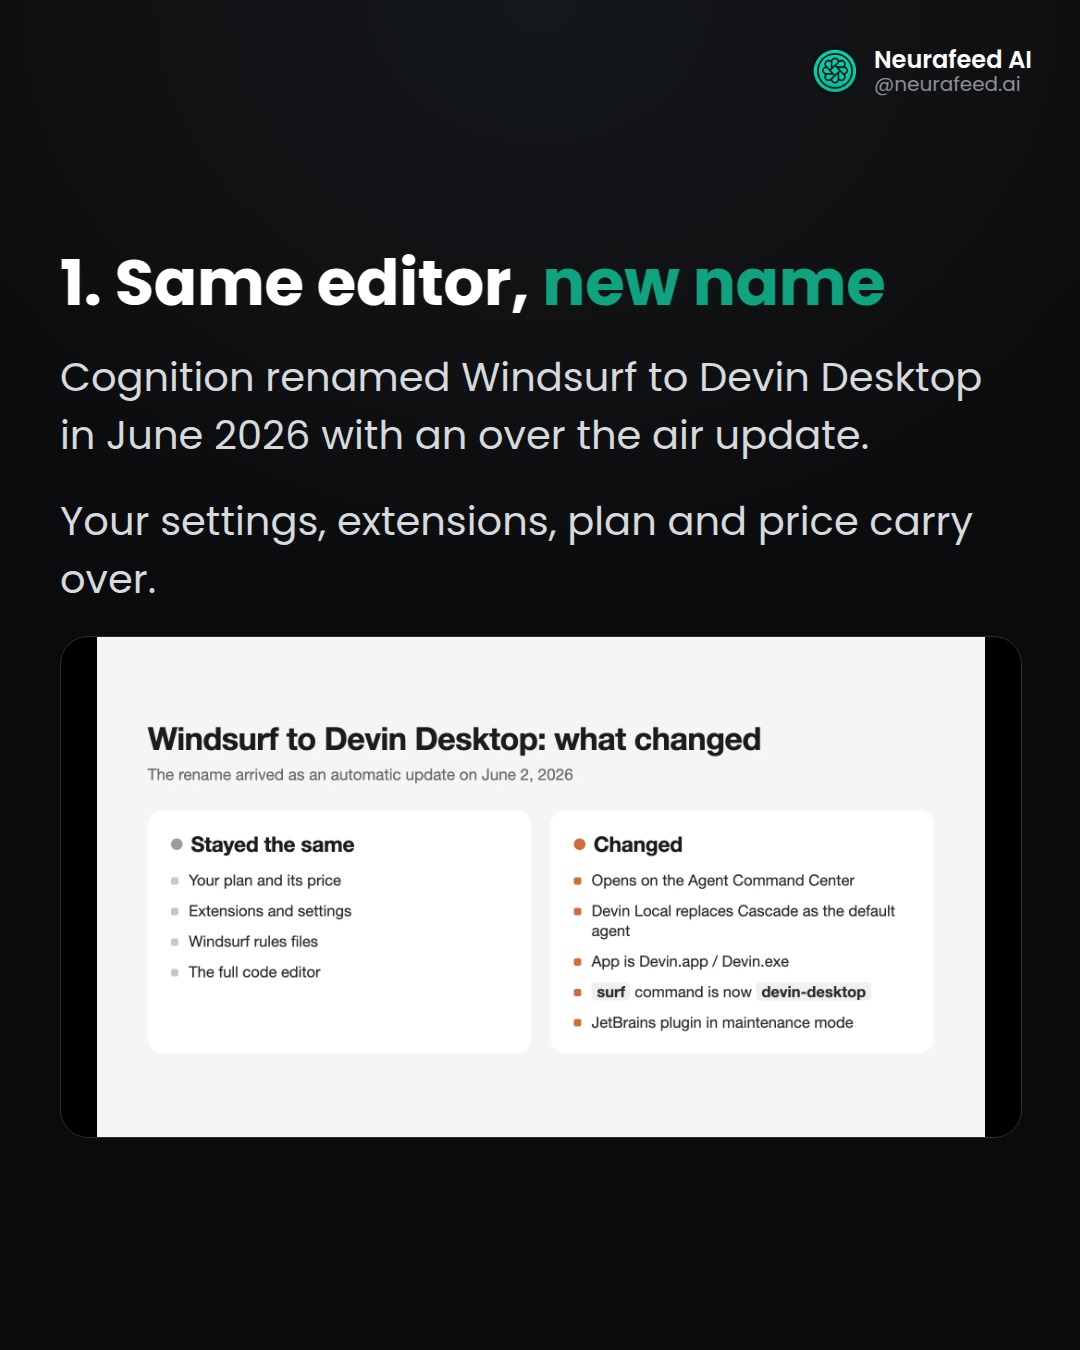 Neurafeed AI
@neurafeed.ai
1. Same editor, new name
Cognition renamed Windsurf to Devin Desktop
in June 2026 with an over the air update.
Your settings, extensions, plan and price carry
over.
Windsurf to Devin Desktop: what changed
The rename arrived as an automatic update on June 2, 2026
Stayed the same
Your plan and its price
Extensions and settings
Windsurf rules files
The full code editor
Changed
Opens on the Agent Command Center
Devin Local replaces Cascade as the default
agent
App is Devin.app / Devin.exe
surf command is now devin-desktop
JetBrains plugin in maintenance mode